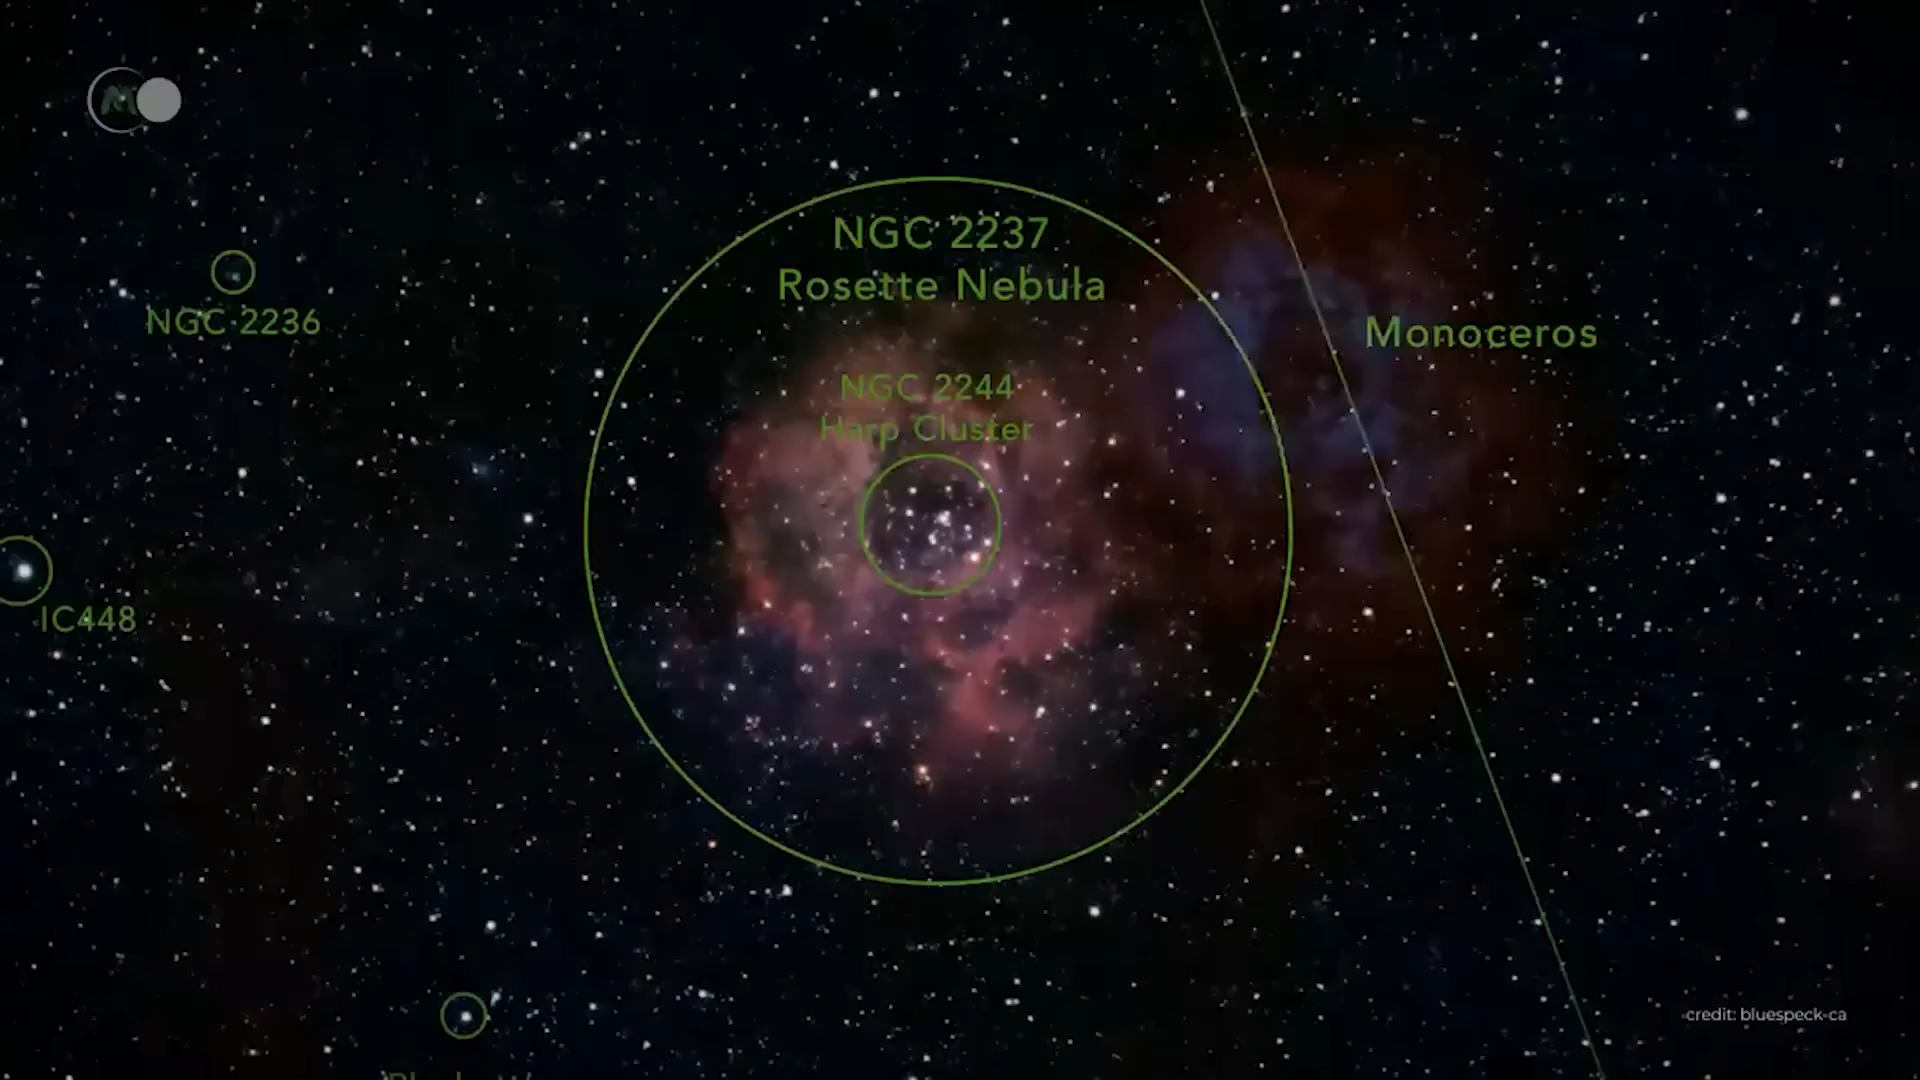 NGC 2237
Rosette Nebula
NGC 2236
Monoceros
NGC 2244
Harp Cluster
IC448
credit: bluespeck-ca